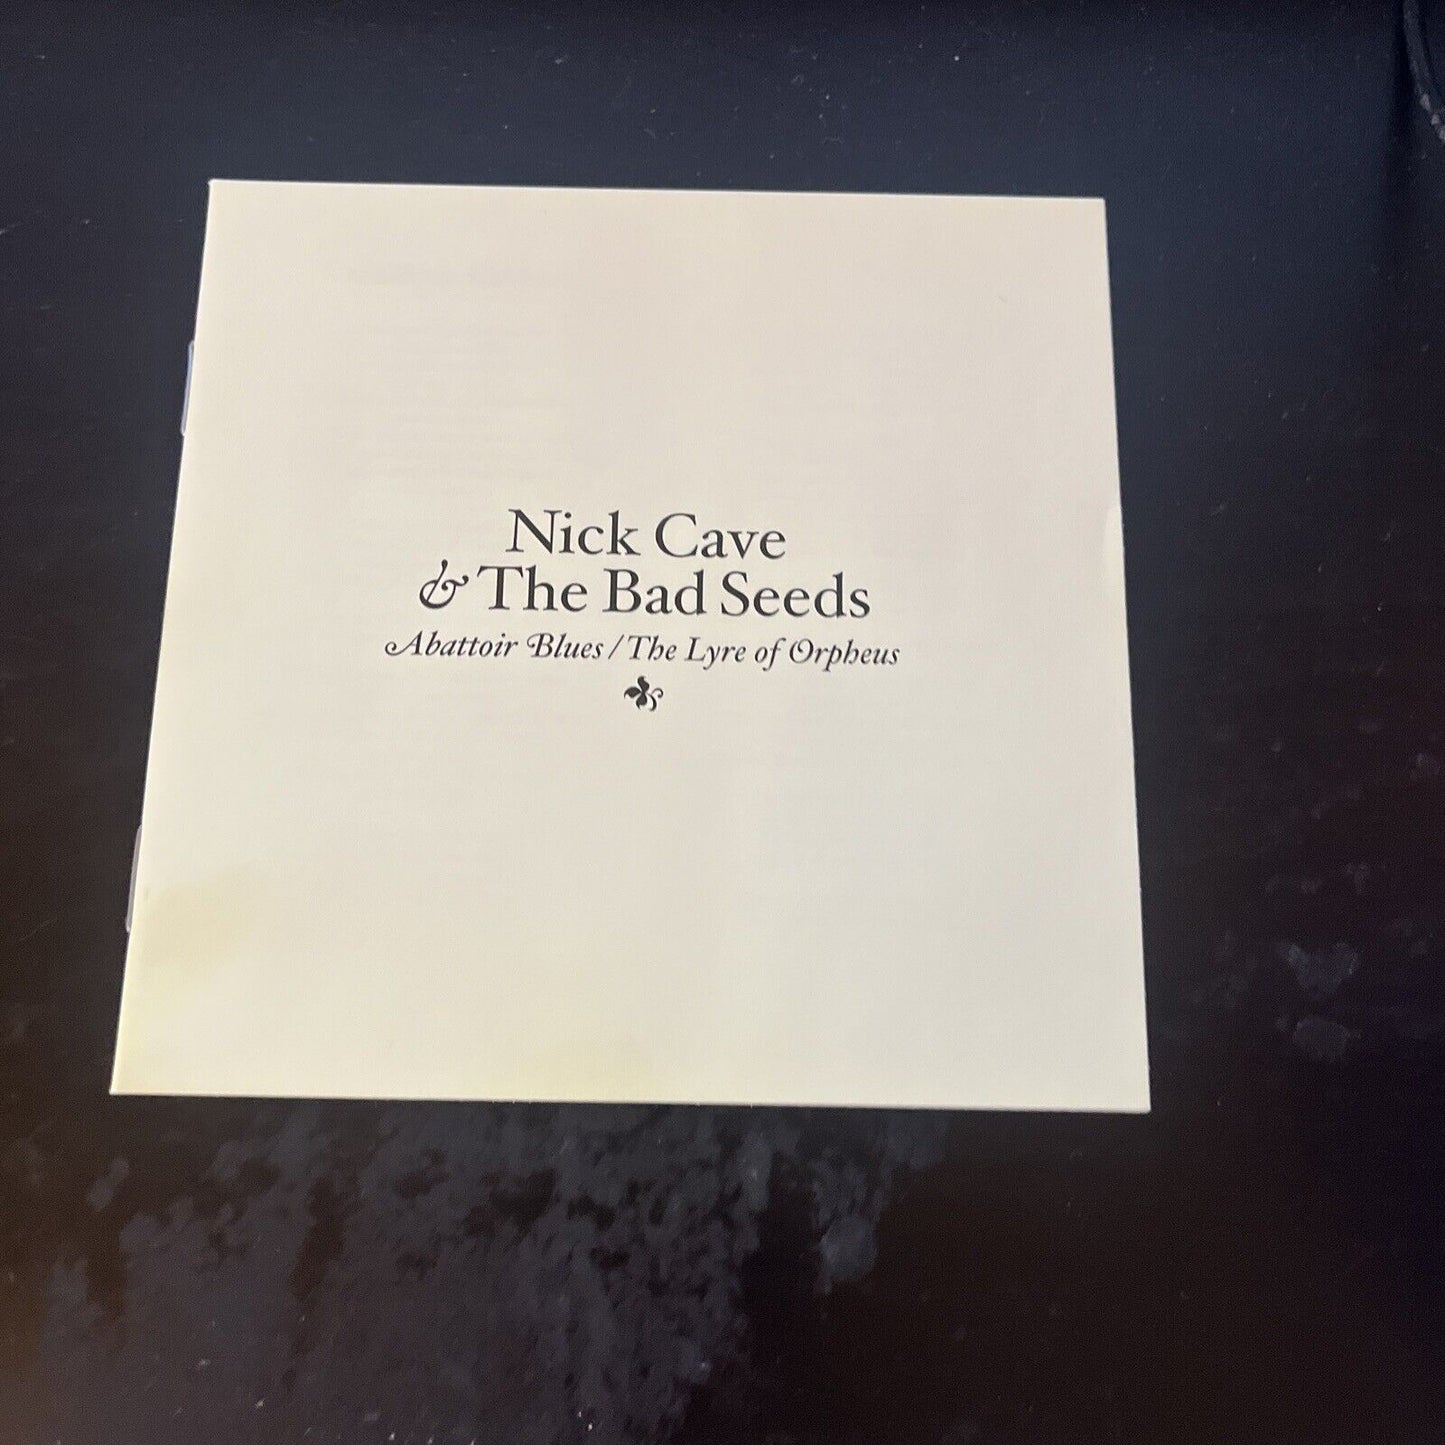 Nick Cave
& The Bad Seeds
Abattoir Blues / The Lyre of Orpheus